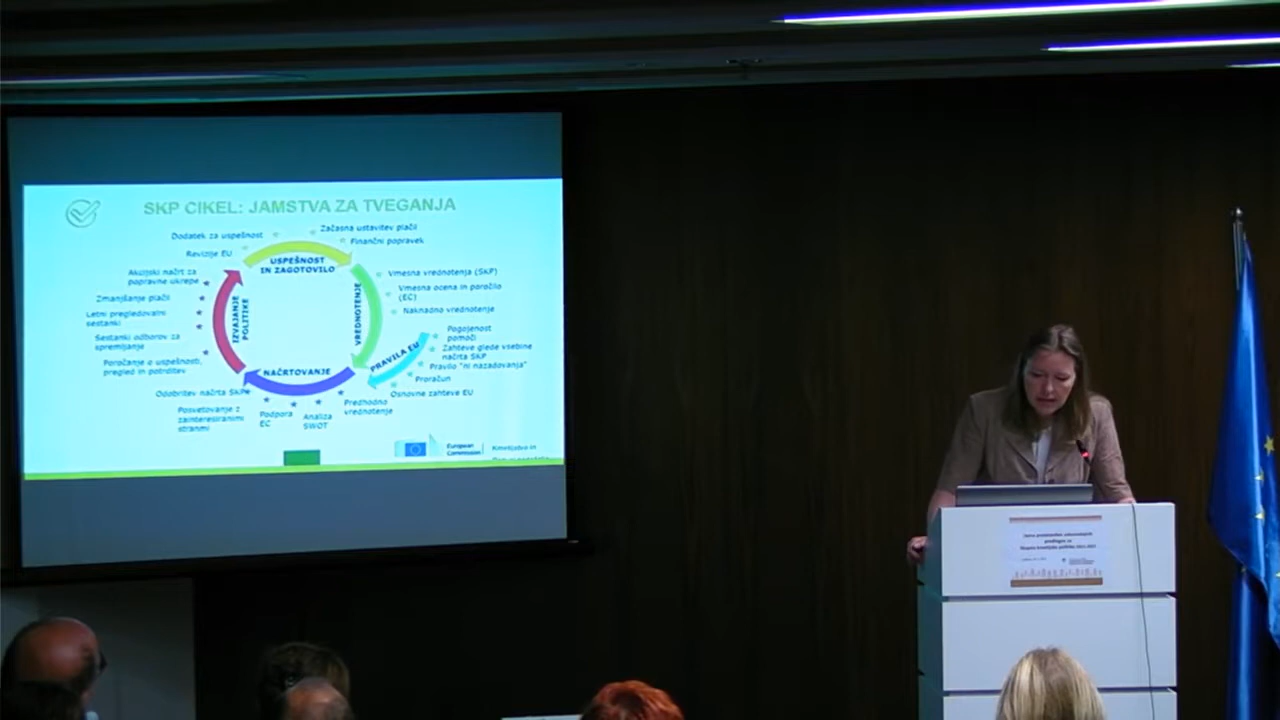 SKP CIKEL: JAMSTVA ZA TVEGANJA
Dodatek za uspešnost
Začasna ustavitev plačil
Finančni popravek
Revizije EU
USPEŠNOST
IN ZAGOTOVILO
Akcijski načrt za
popravne ukrepe
Zmanjšanje plačil
Letni pregledovalni
sestanki
Sestanki odborov za
spremljanje
Poročanje o uspešnosti,
pregled in potrditev
IZVAJANJE
POLITIKE
VREDNOTENJE
Vmesna vrednotenja (SKP)
Vmesna ocena in poročilo
(EC)
Naknadno vrednotenje
PRAVILA EU
Pogojenost
pomoči
Zahteve glede vsebine
načrta SKP
Pravilo "ni nazadovanja"
Proračun
Osnovne zahteve EU
NAČRTOVANJE
Odobritev načrta SKP
Posvetovanje z
zainteresiranimi
stranmi
Podpora
EC
Analiza
SWOT
Predhodno
vrednotenje
European
Commission
Kmetijstvo in